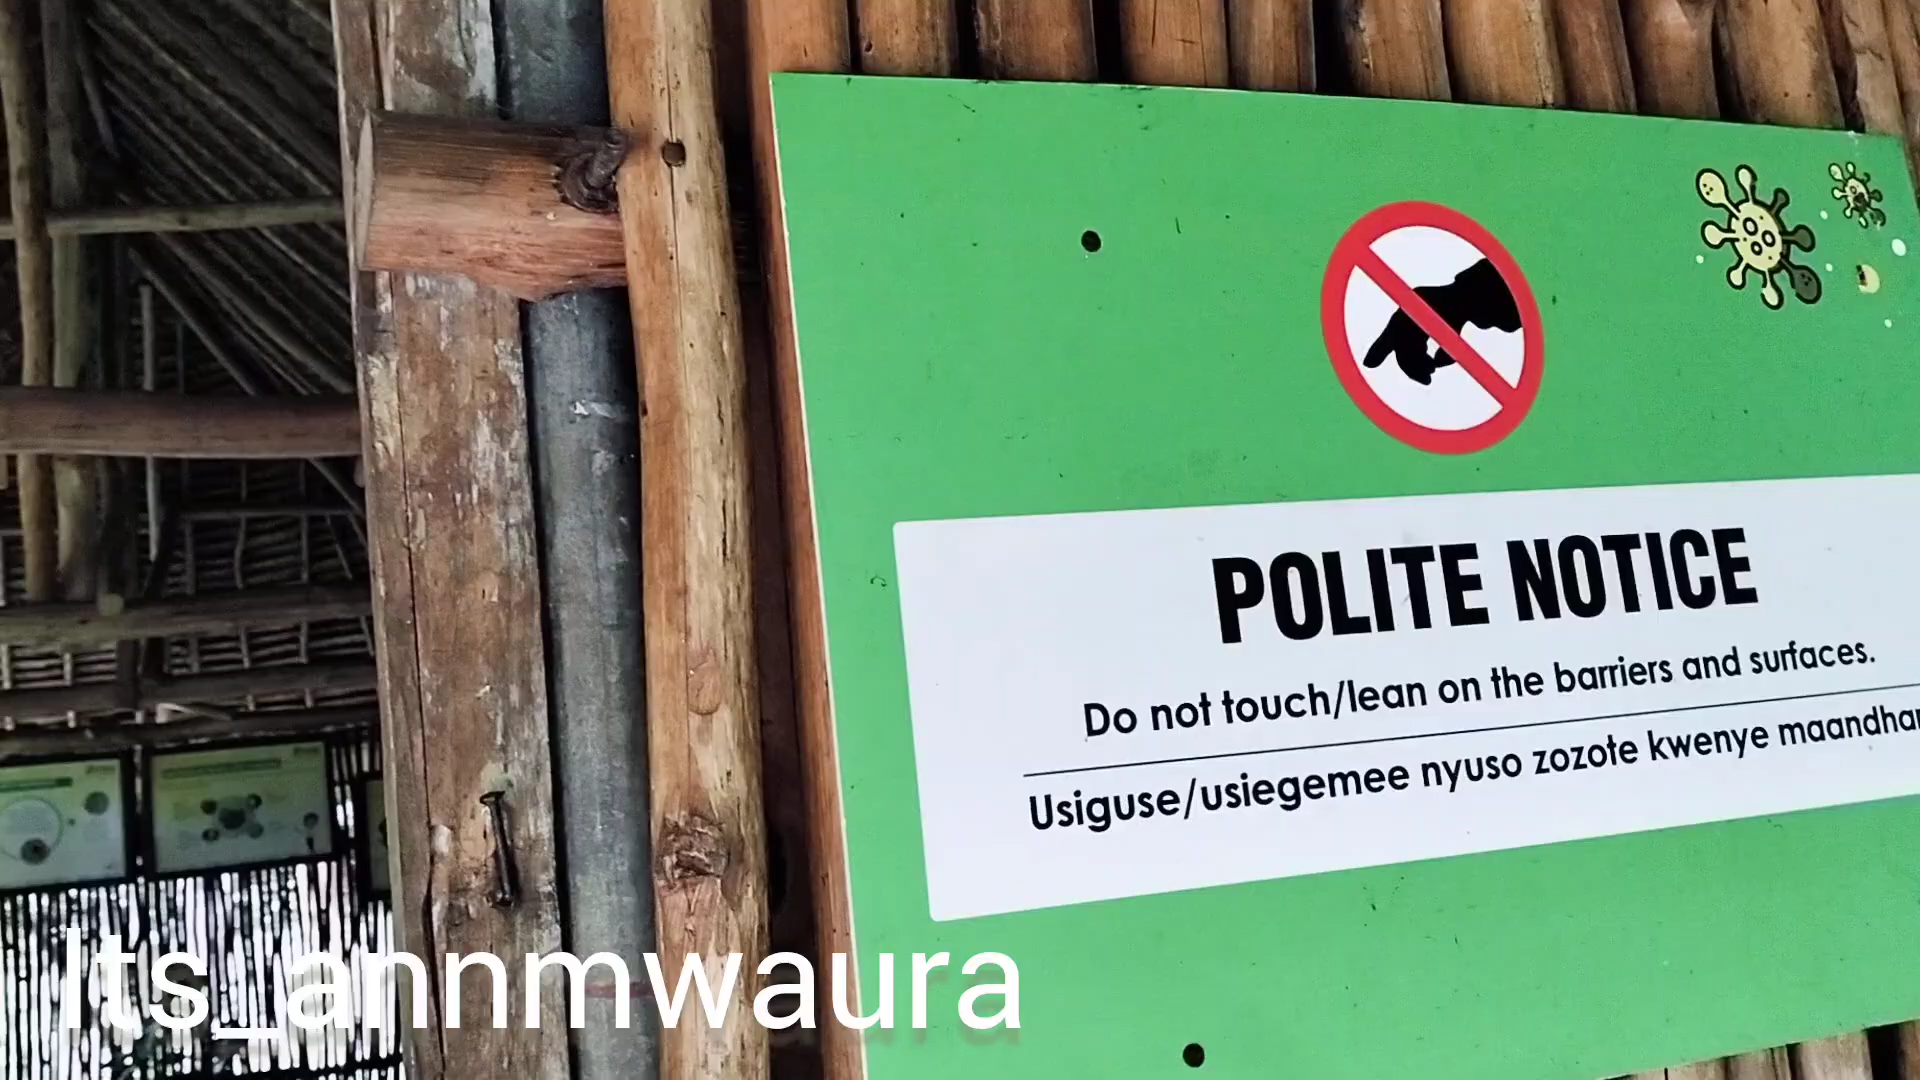 POLITE NOTICE
Do not touch/lean on the barriers and surfaces.
Usiguse/usiegemee nyuso zozote kwenye
Its_annmwaura